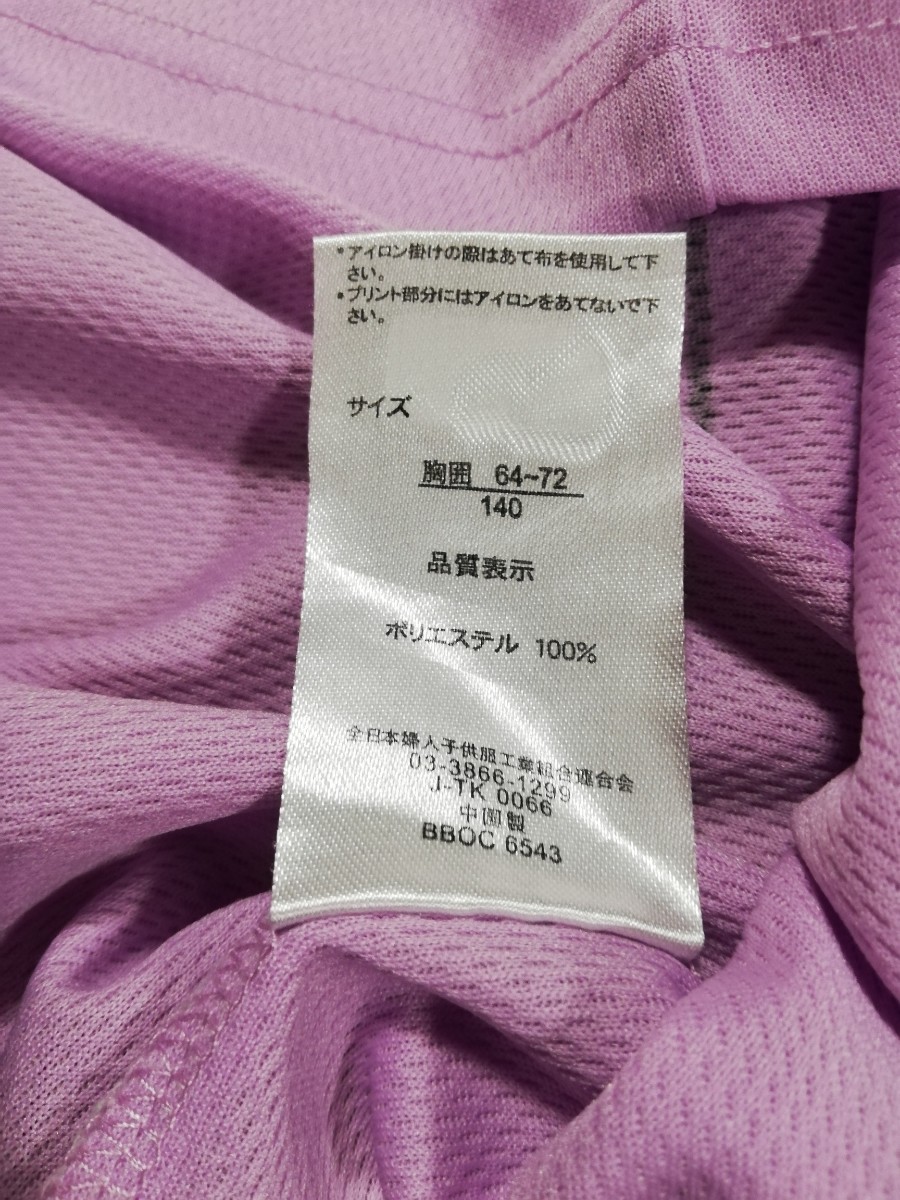 •アイロン掛けの際はあて布を使用して下
さい。
•プリント部分にはアイロンをあてないで下
さい。
サイズ
胸囲 64~72
140
品質表示
ポリエステル 100%
全日本婦人子供服工業組合連合会
03-3866-1299
J-TK 0066
中国製
BBOC 6543